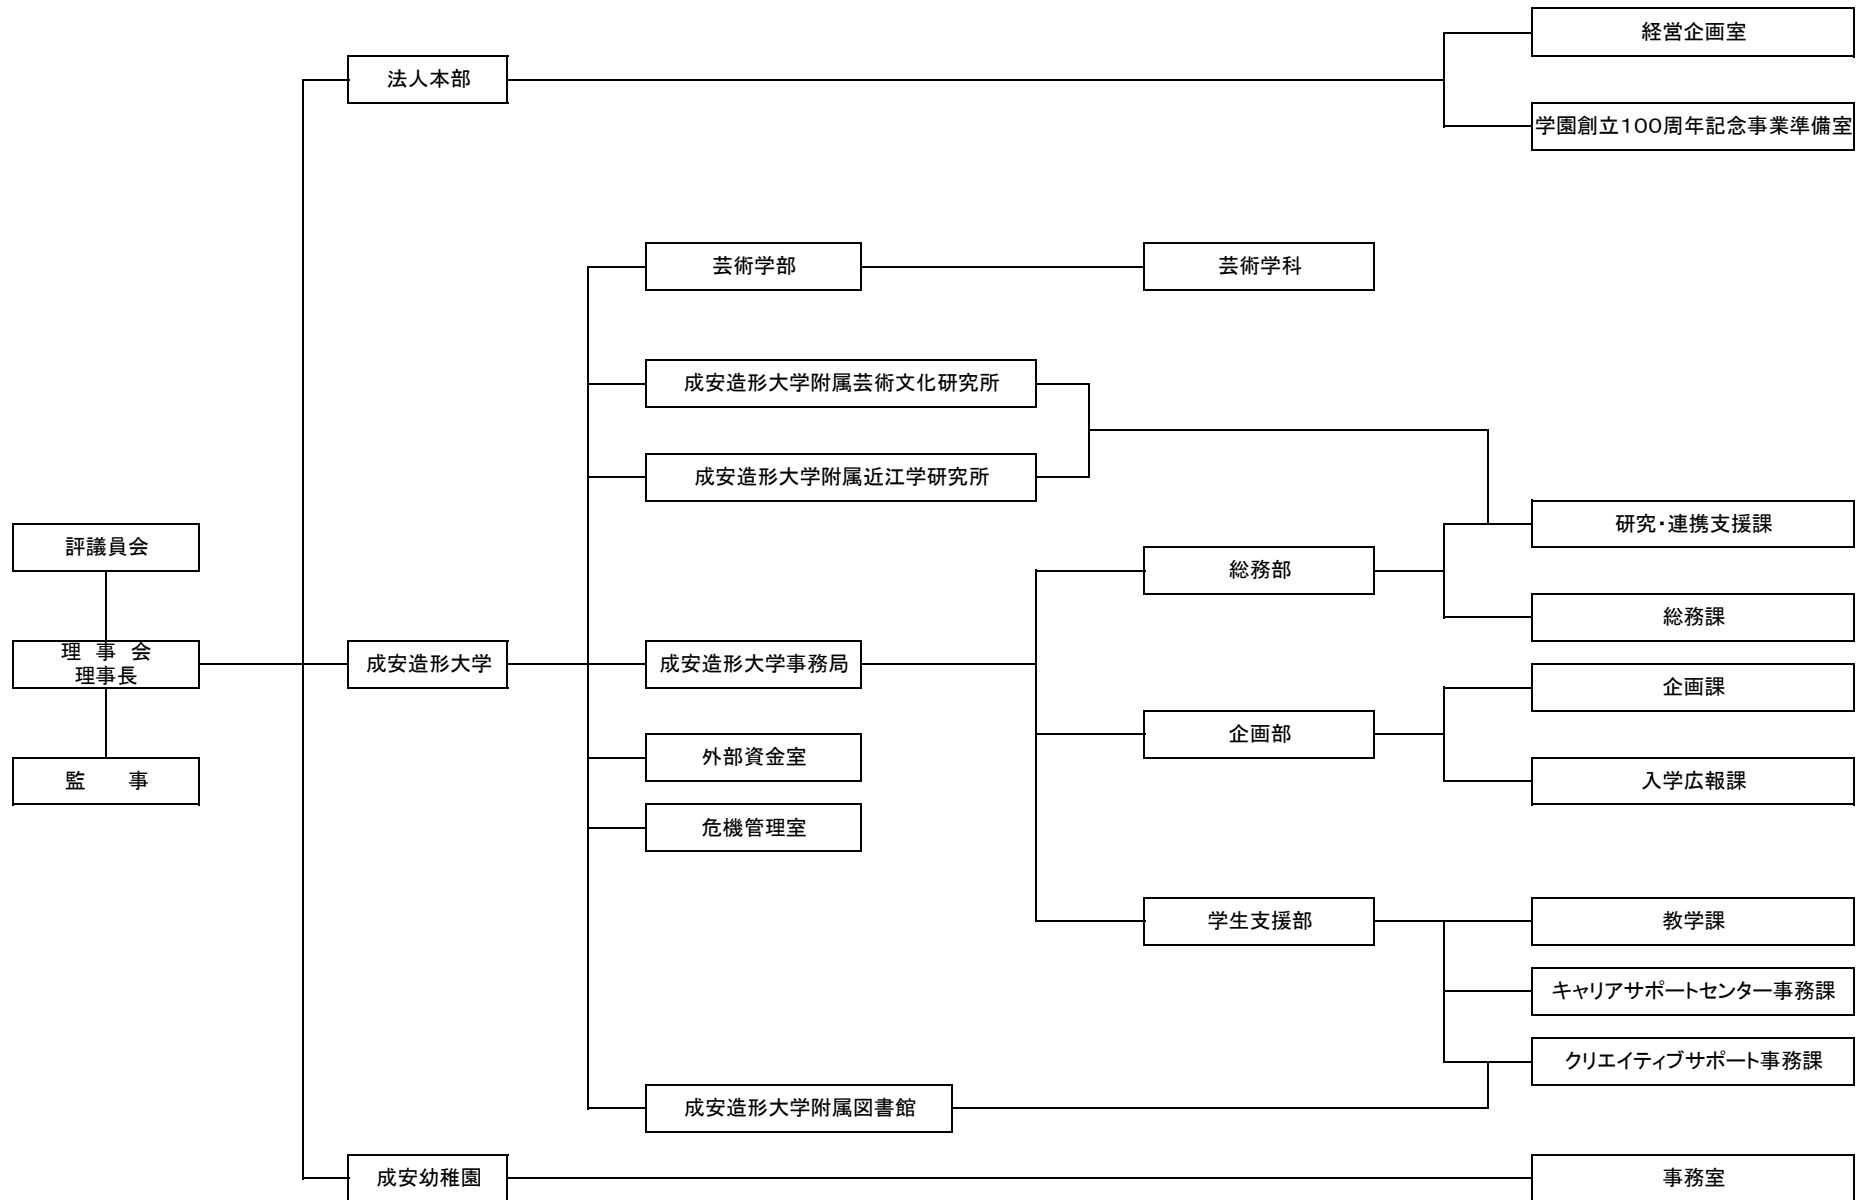 経営企画室
法人本部
学園創立100周年記念事業準備室
芸術学部
芸術学科
成安造形大学附属芸術文化研究所
成安造形大学附属近江学研究所
研究・連携支援課
評議員会
総務部
総務課
理　事　会
理事長
成安造形大学
成安造形大学事務局
企画課
企画部
外部資金室
監　　事
入学広報課
危機管理室
学生支援部
教学課
キャリアサポートセンター事務課
クリエイティブサポート事務課
成安造形大学附属図書館
成安幼稚園
事務室